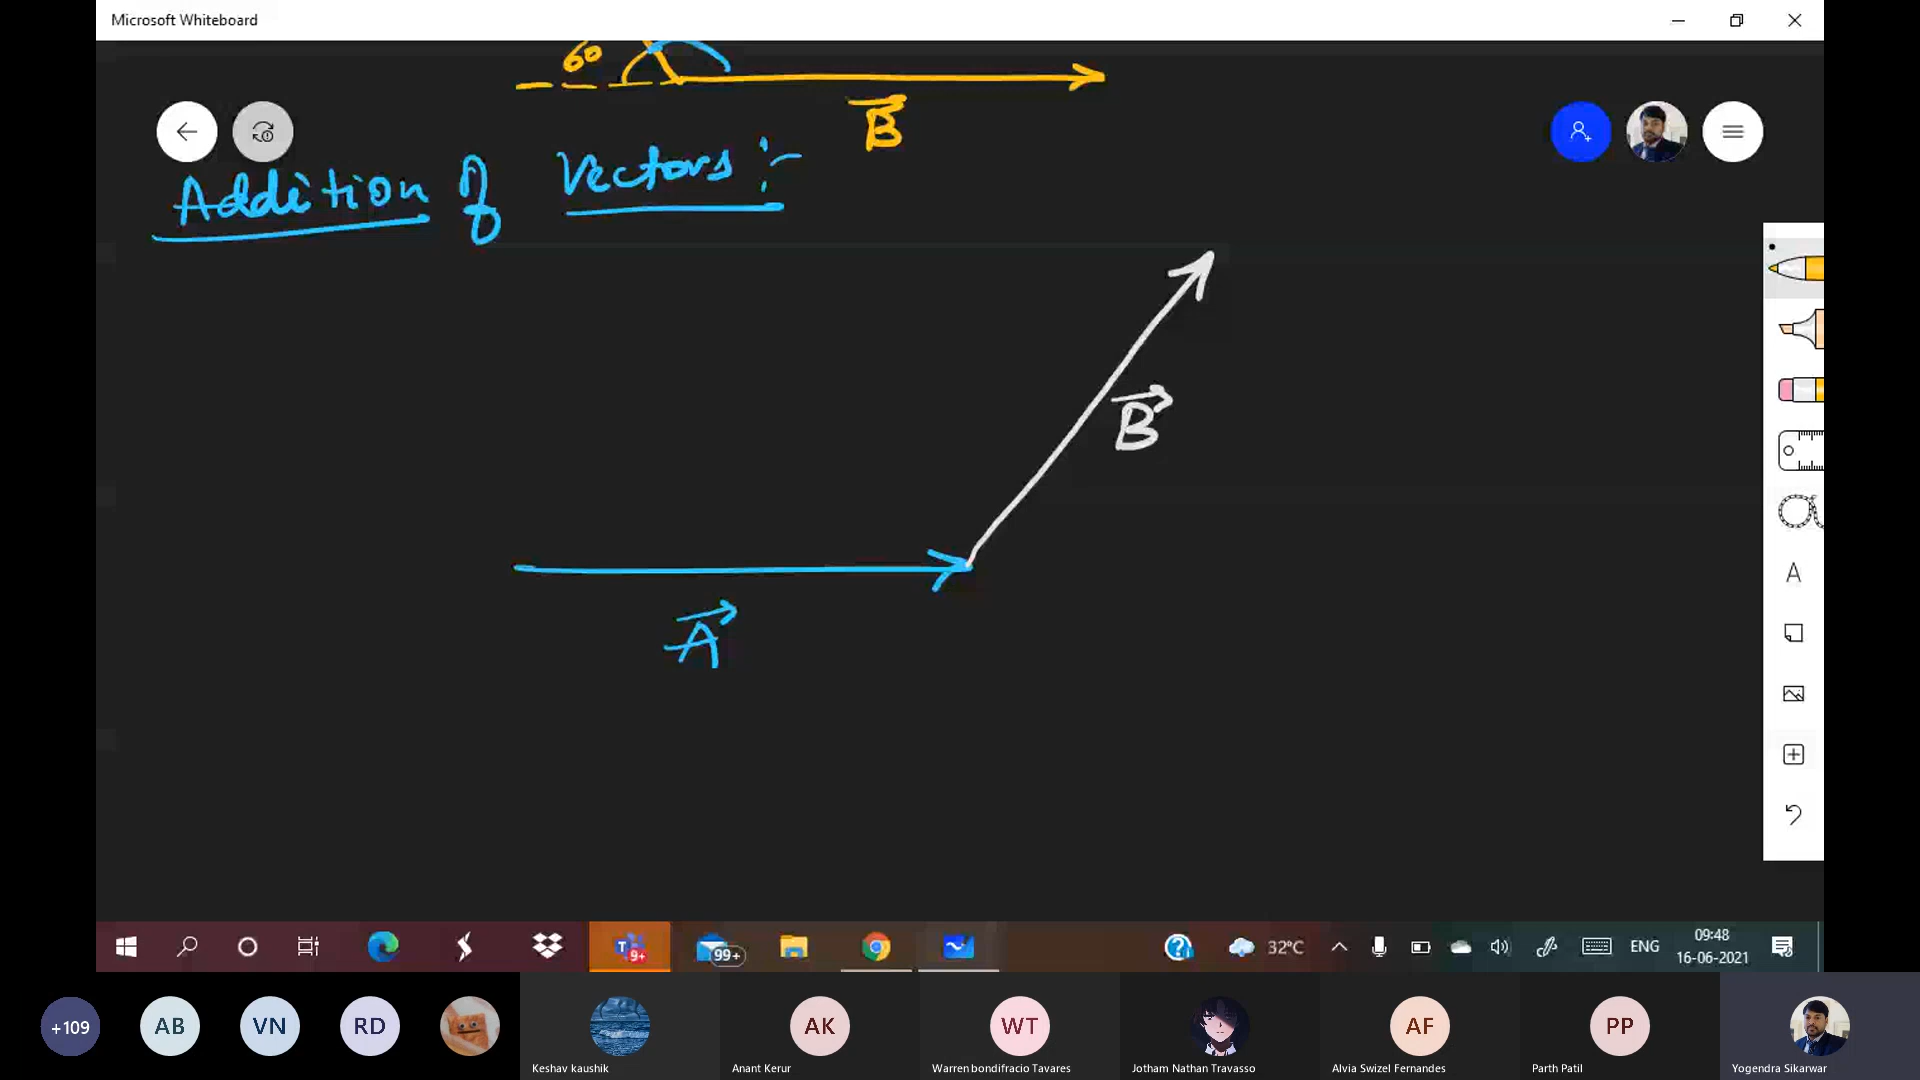 Microsoft Whiteboard
60
B
Addition of Vectors :-
B
A
A
9+
99+
32°C
ENG
09:48
16-06-2021
+109
AB
VN
RD
AK
WT
AF
PP
Keshav kaushik
Anant Kerur
Warren bondifracio Tavares
Jotham Nathan Travasso
Alvia Swizel Fernandes
Parth Patil
Yogendra Sikarwar